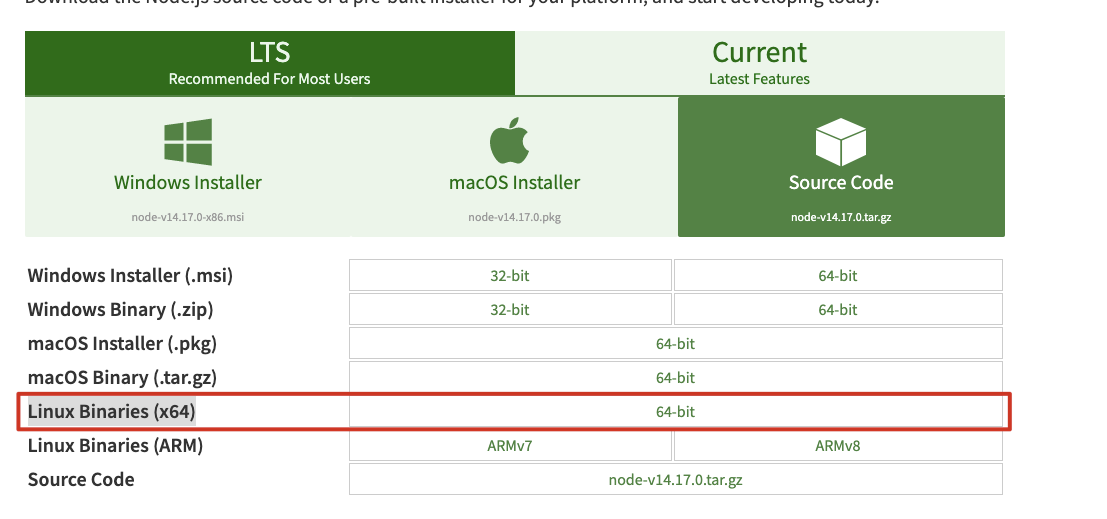 Download the Node.js source code or a pre-built installer for your platform, and start developing today.
LTS
Recommended For Most Users
Current
Latest Features
Windows Installer
node-v14.17.0-x86.msi
macOS Installer
node-v14.17.0.pkg
Source Code
node-v14.17.0.tar.gz
Windows Installer (.msi) 32-bit 64-bit
Windows Binary (.zip) 32-bit 64-bit
macOS Installer (.pkg) 64-bit
macOS Binary (.tar.gz) 64-bit
Linux Binaries (x64) 64-bit
Linux Binaries (ARM) ARMv7 ARMv8
Source Code node-v14.17.0.tar.gz